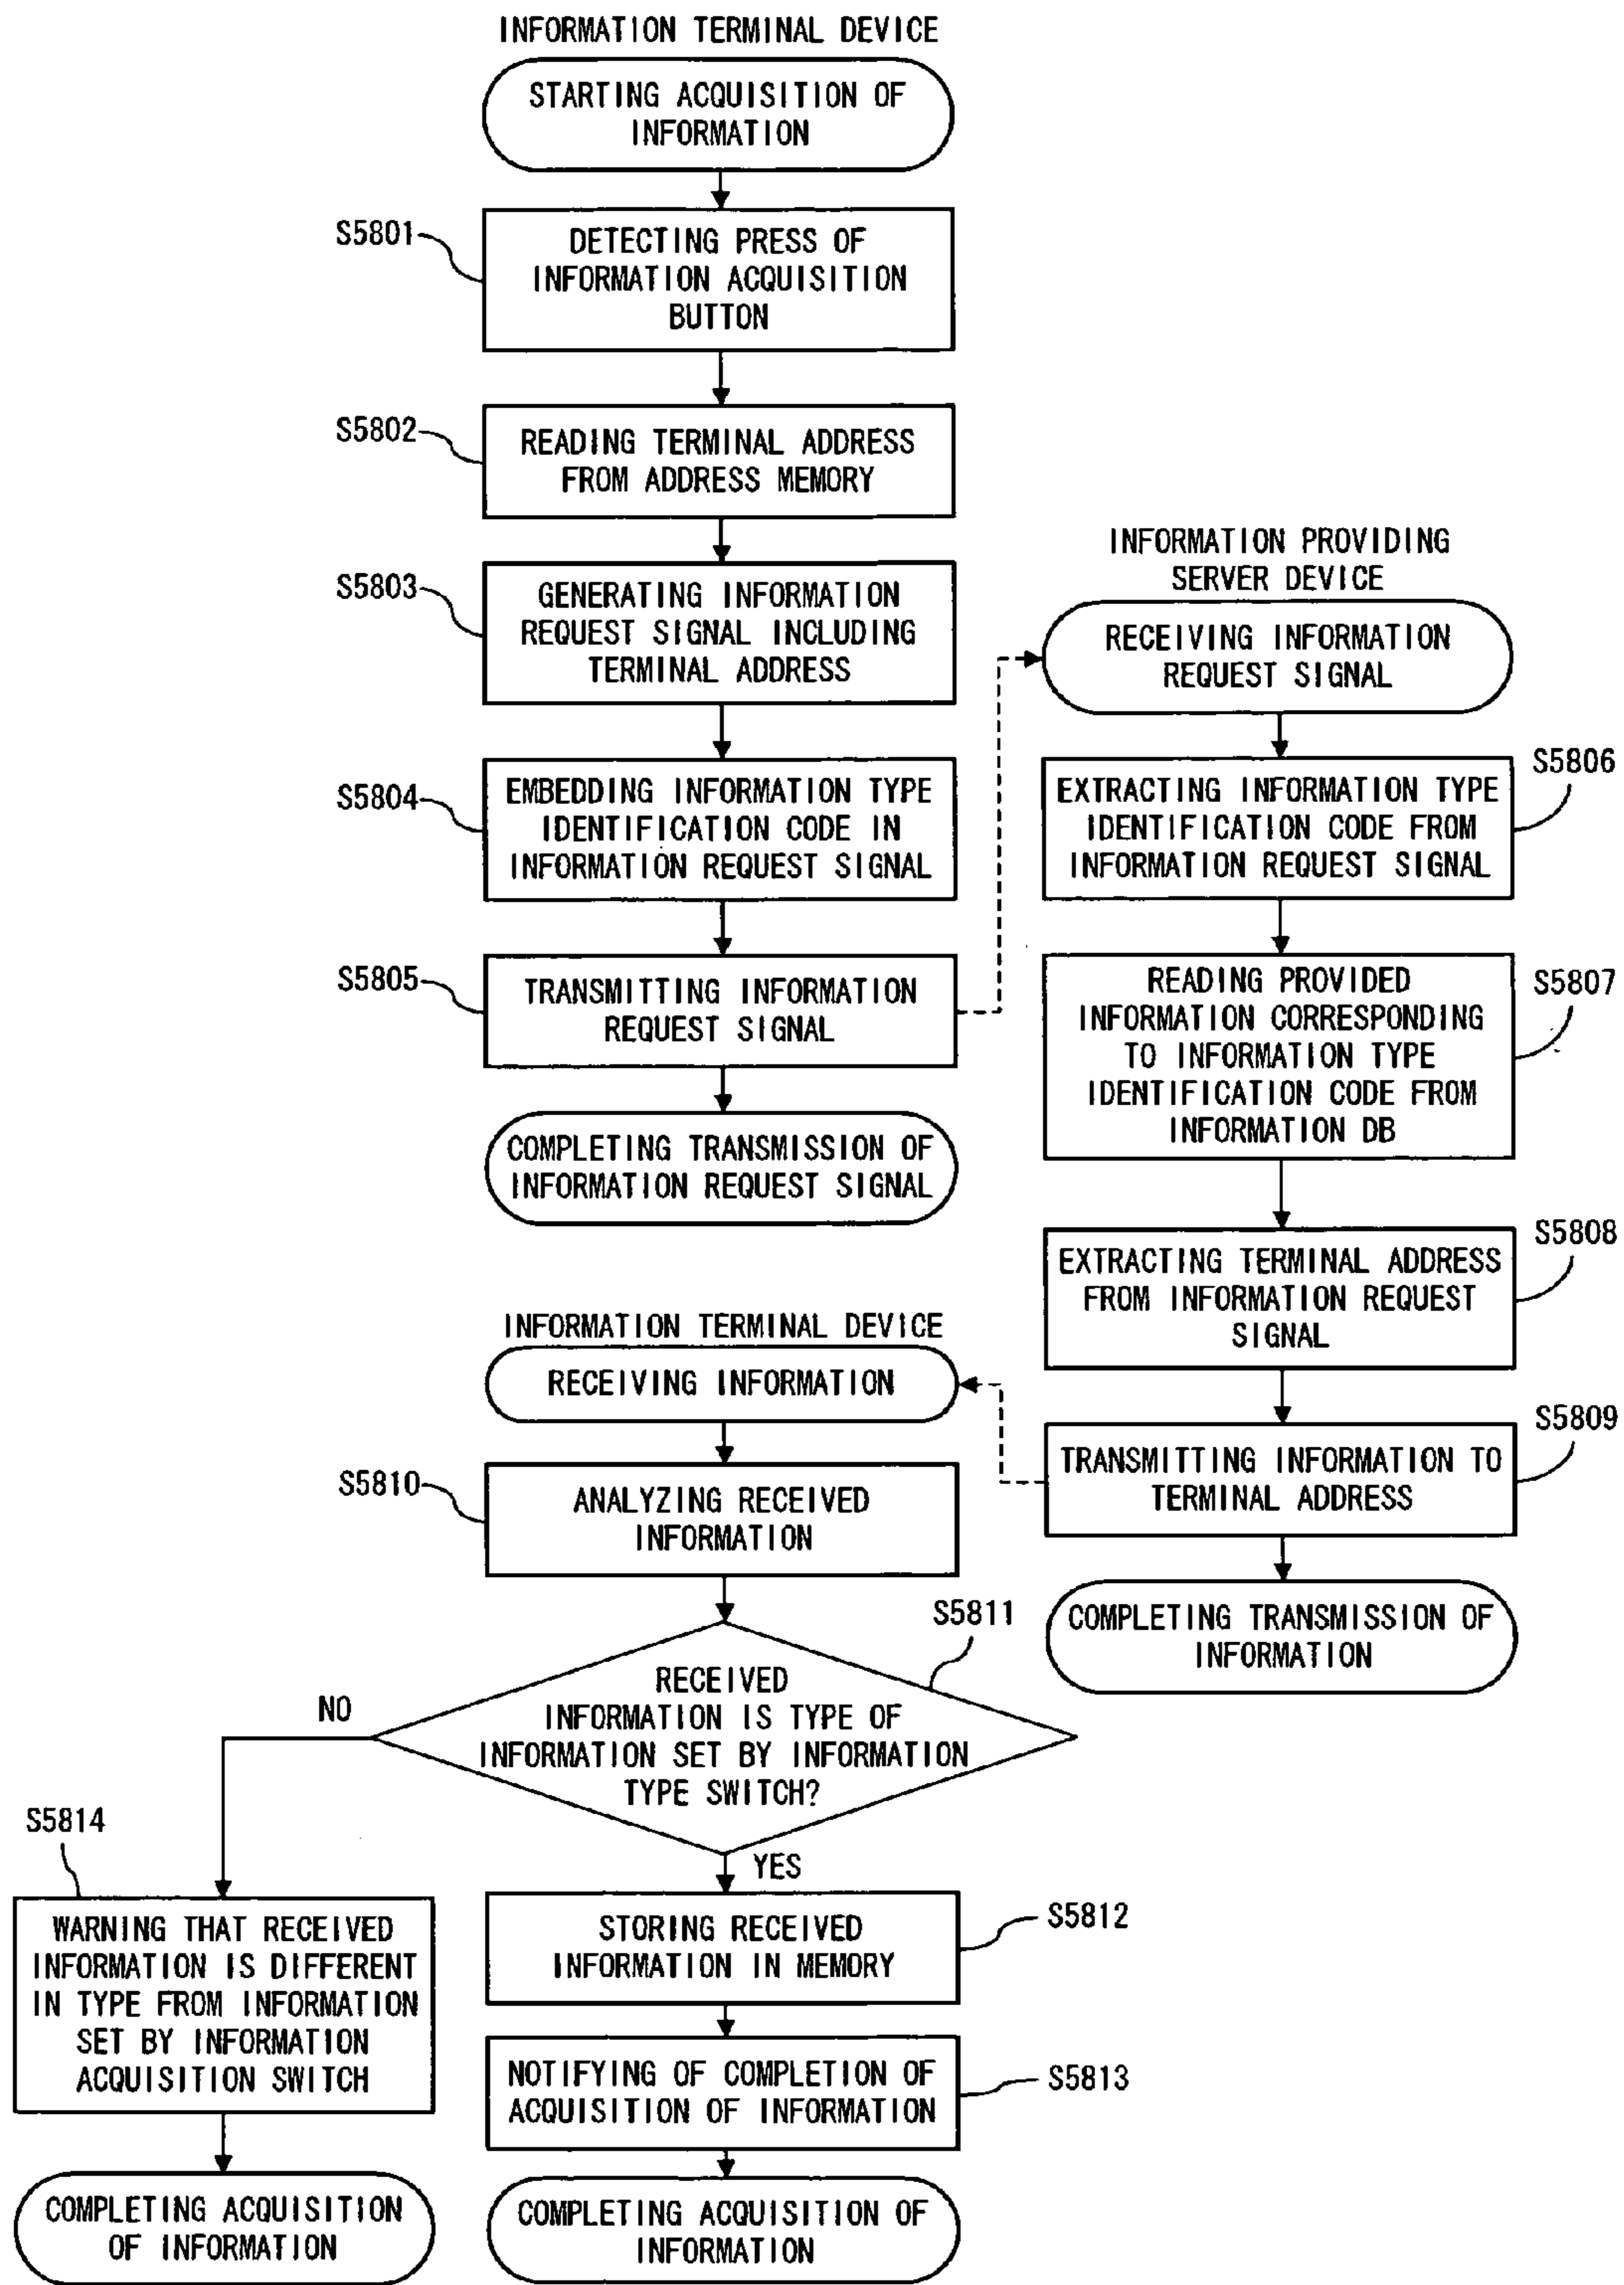 INFORMATION TERMINAL DEVICE
STARTING ACQUISITION OF
INFORMATION
S5801
DETECTING PRESS OF
INFORMATION ACQUISITION
BUTTON
S5802
READING TERMINAL ADDRESS
FROM ADDRESS MEMORY
S5803
GENERATING INFORMATION
REQUEST SIGNAL INCLUDING
TERMINAL ADDRESS
S5804
EMBEDDING INFORMATION TYPE
IDENTIFICATION CODE IN
INFORMATION REQUEST SIGNAL
S5805
TRANSMITTING INFORMATION
REQUEST SIGNAL
COMPLETING TRANSMISSION OF
INFORMATION REQUEST SIGNAL
INFORMATION PROVIDING
SERVER DEVICE
RECEIVING INFORMATION
REQUEST SIGNAL
S5806
EXTRACTING INFORMATION TYPE
IDENTIFICATION CODE FROM
INFORMATION REQUEST SIGNAL
S5807
READING PROVIDED
INFORMATION CORRESPONDING
TO INFORMATION TYPE
IDENTIFICATION CODE FROM
INFORMATION DB
S5808
EXTRACTING TERMINAL ADDRESS
FROM INFORMATION REQUEST
SIGNAL
S5809
TRANSMITTING INFORMATION TO
TERMINAL ADDRESS
COMPLETING TRANSMISSION OF
INFORMATION
INFORMATION TERMINAL DEVICE
RECEIVING INFORMATION
S5810
ANALYZING RECEIVED
INFORMATION
S5811
RECEIVED
INFORMATION IS TYPE OF
INFORMATION SET BY INFORMATION
TYPE SWITCH?
NO
YES
S5814
WARNING THAT RECEIVED
INFORMATION IS DIFFERENT
IN TYPE FROM INFORMATION
SET BY INFORMATION
ACQUISITION SWITCH
COMPLETING ACQUISITION
OF INFORMATION
S5812
STORING RECEIVED
INFORMATION IN MEMORY
S5813
NOTIFYING OF COMPLETION OF
ACQUISITION OF INFORMATION
COMPLETING ACQUISITION OF
INFORMATION